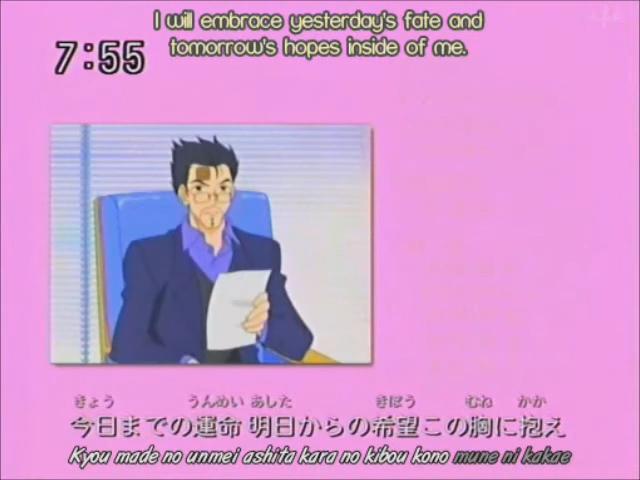 I will embrace yesterday's fate and
tomorrow's hopes inside of me.
7:55
きょう うんめい あした きぼう むね かか
今日までの運命 明日からの希望この胸に抱え
Kyou made no unmei ashita kara no kibou kono mune ni kakae